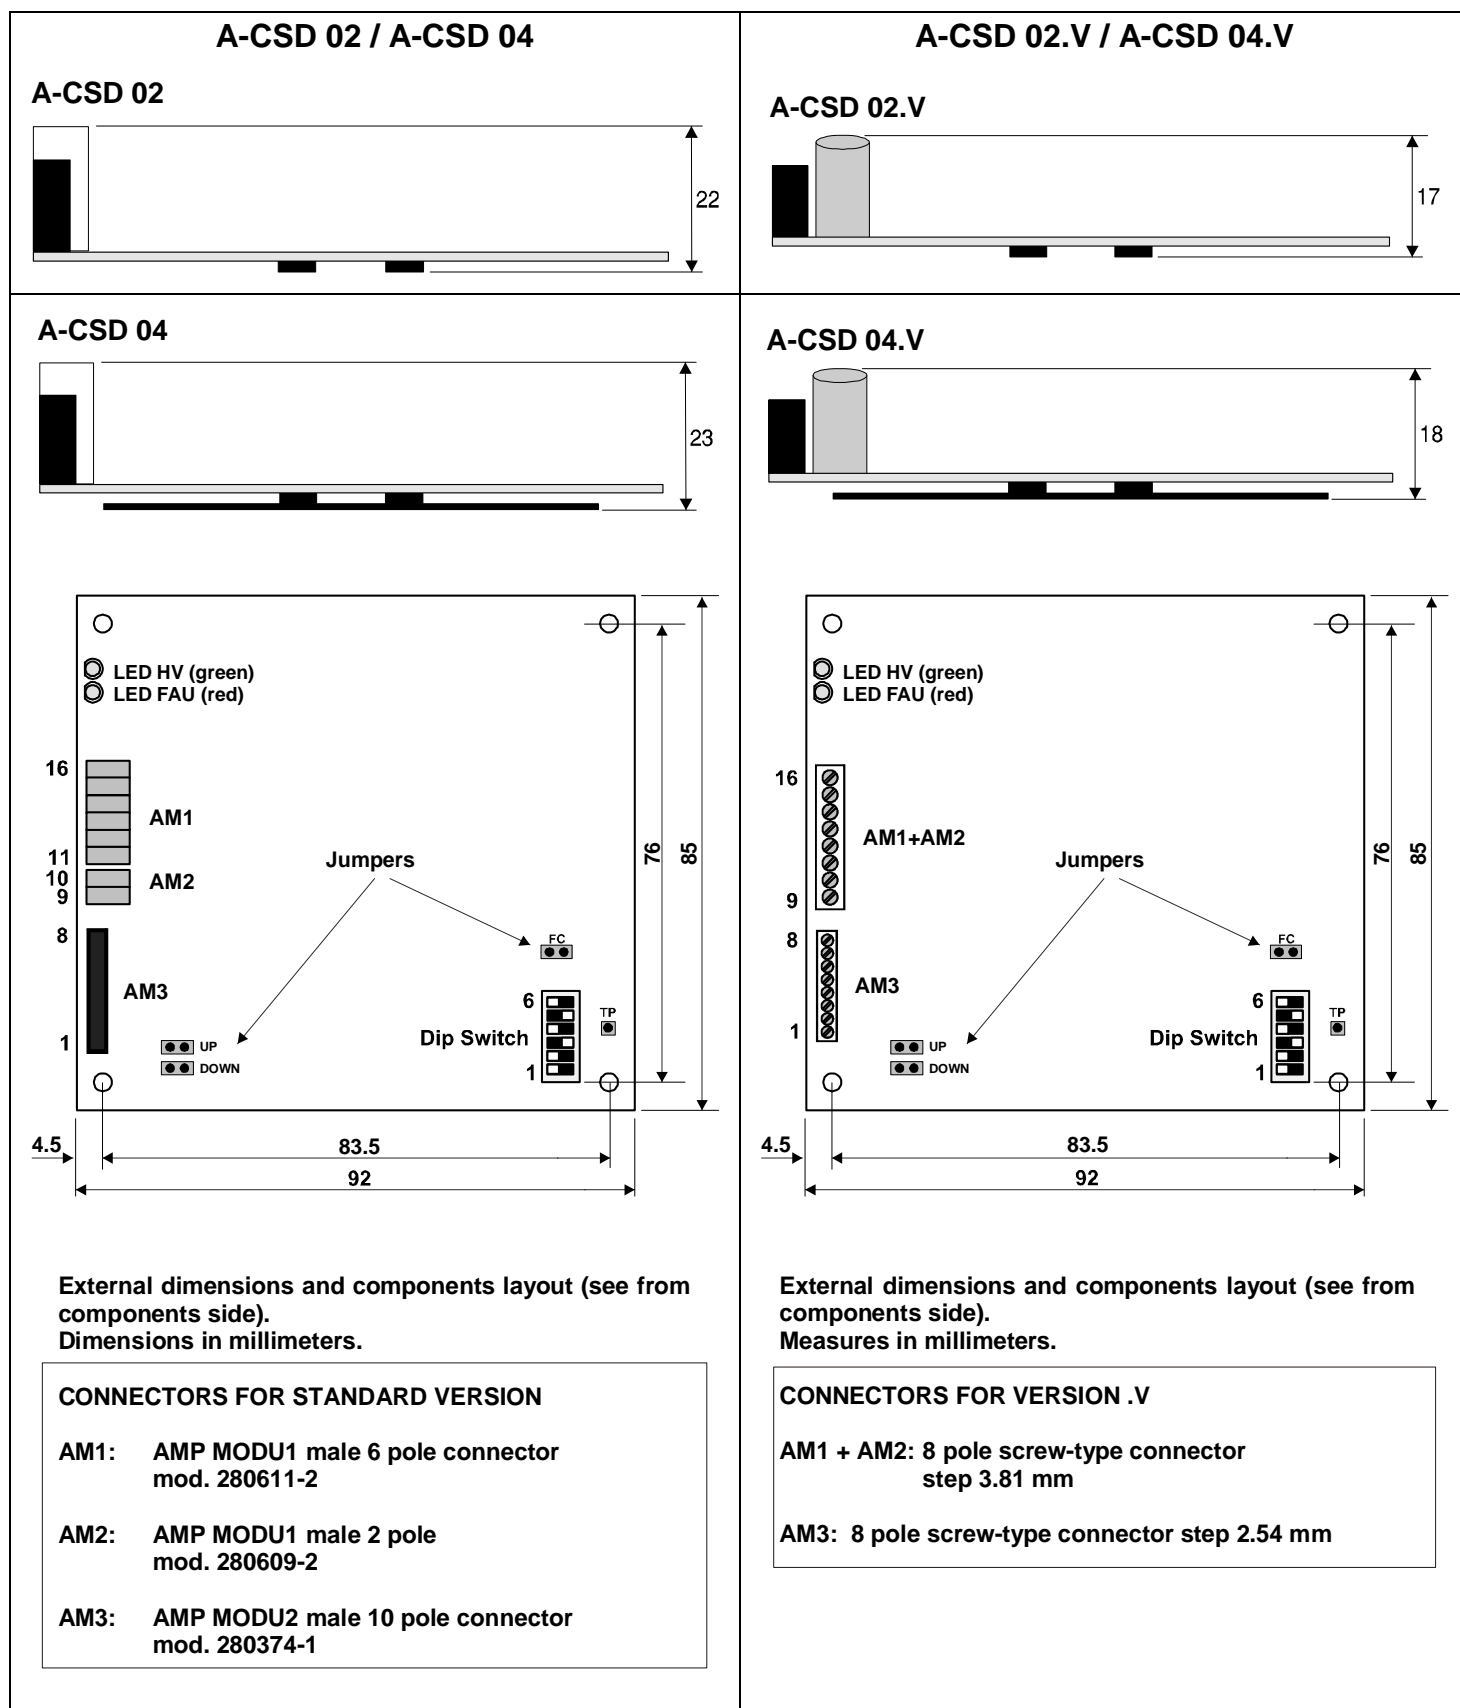 A-CSD 02 / A-CSD 04
A-CSD 02
22
A-CSD 04
23
LED HV (green)
LED FAU (red)
16
AM1
11
10
AM2
9
8
AM3
1
Jumpers
FC
6
TP
Dip Switch
1
UP
DOWN
76
85
4.5
83.5
92
External dimensions and components layout (see from
components side).
Dimensions in millimeters.
CONNECTORS FOR STANDARD VERSION
AM1: AMP MODU1 male 6 pole connector
mod. 280611-2
AM2: AMP MODU1 male 2 pole
mod. 280609-2
AM3: AMP MODU2 male 10 pole connector
mod. 280374-1
A-CSD 02.V / A-CSD 04.V
A-CSD 02.V
17
A-CSD 04.V
18
LED HV (green)
LED FAU (red)
16
AM1+AM2
9
8
AM3
1
Jumpers
FC
6
TP
Dip Switch
1
UP
DOWN
76
85
4.5
83.5
92
External dimensions and components layout (see from
components side).
Measures in millimeters.
CONNECTORS FOR VERSION .V
AM1 + AM2: 8 pole screw-type connector
step 3.81 mm
AM3: 8 pole screw-type connector step 2.54 mm